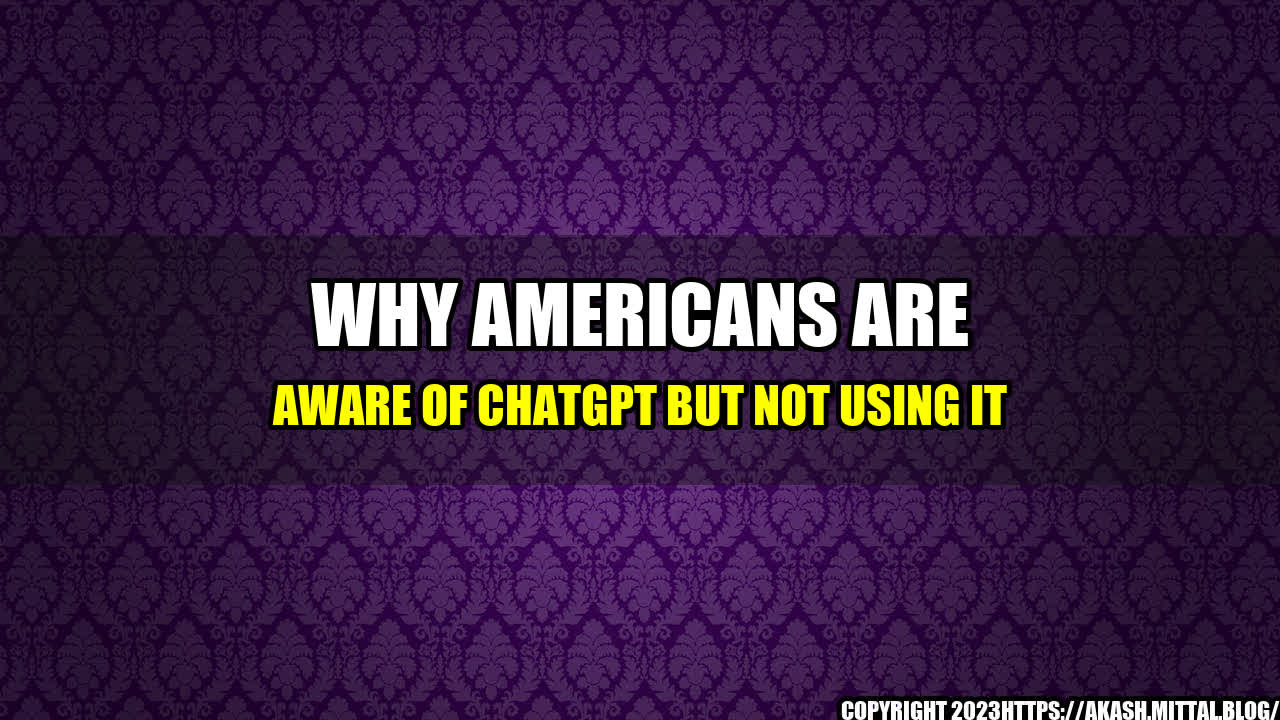 WHY AMERICANS ARE
AWARE OF CHATGPT BUT NOT USING IT
COPYRIGHT 2023HTTPS://AKASH.MITTAL.BLOG/